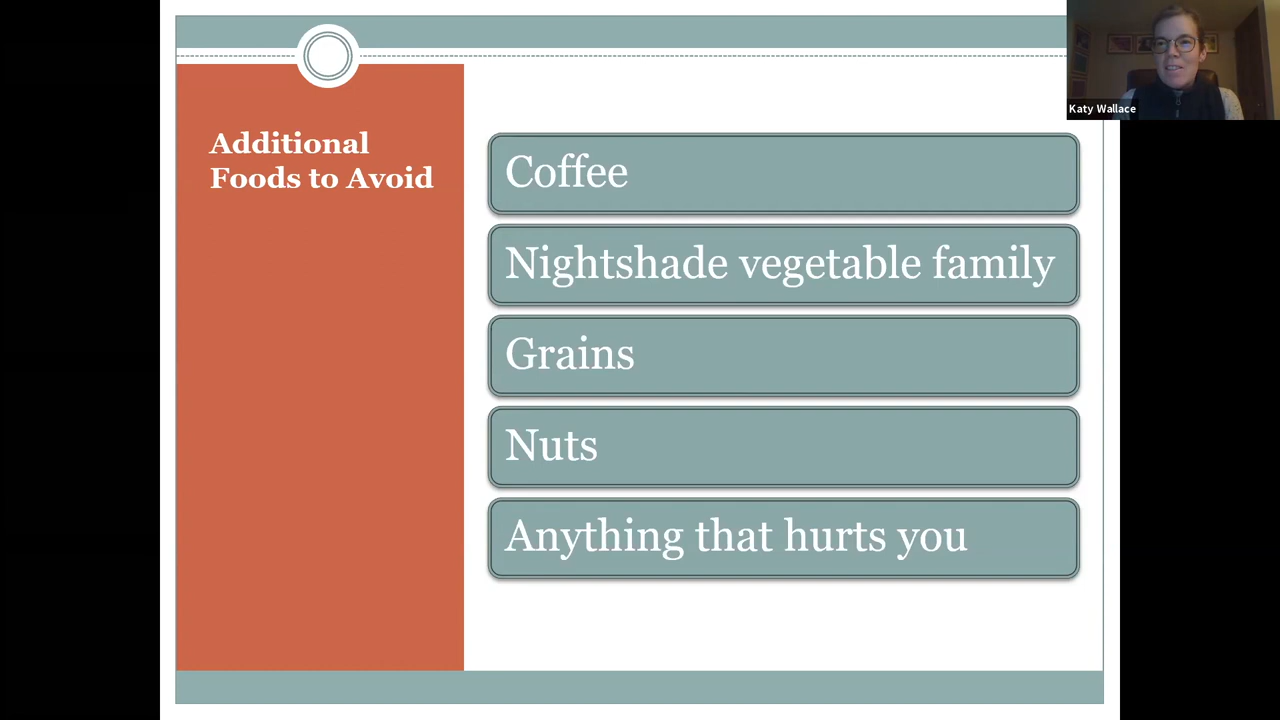 Katy Wallace
Additional
Foods to Avoid
Coffee
Nightshade vegetable family
Grains
Nuts
Anything that hurts you